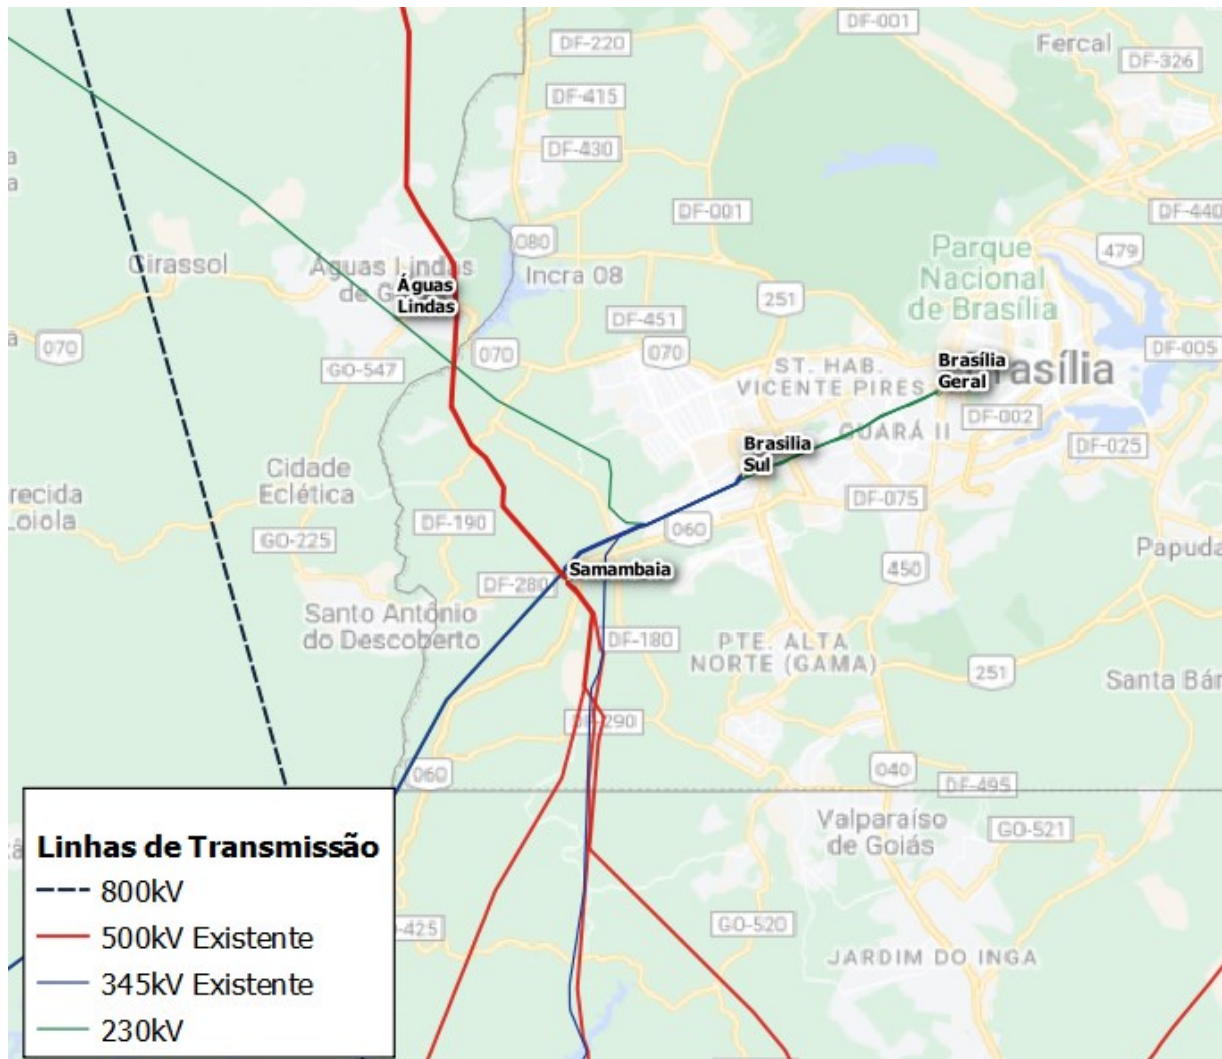 DF-001
DF-220
Fercal
DF-326
DF-415
DF-430
DF-001
DF-440
080
479
Girassol
Águas Lindas
de G
Águas
Lindas
Incra 08
Parque
Nacional
de Brasília
251
DF-451
070
070
070
GO-547
ST. HAB.
VICENTE PIRES
Brasília
Geral
asília
DF-005
DF-002
GUARÁ II
DF-025
Brasilia
Sul
Cidade
Eclética
recida
Loiola
DF-190
DF-075
060
GO-225
Papuda
Samambaia
450
DF-280
Santo Antônio
do Descoberto
DF-180
PTE. ALTA
NORTE (GAMA)
251
Santa Bár
DF-290
060
040
DF-495
Valparaíso
de Goiás
GO-521
Linhas de Transmissão
800kV
500kV Existente
345kV Existente
230kV
-425
GO-520
JARDIM DO INGA